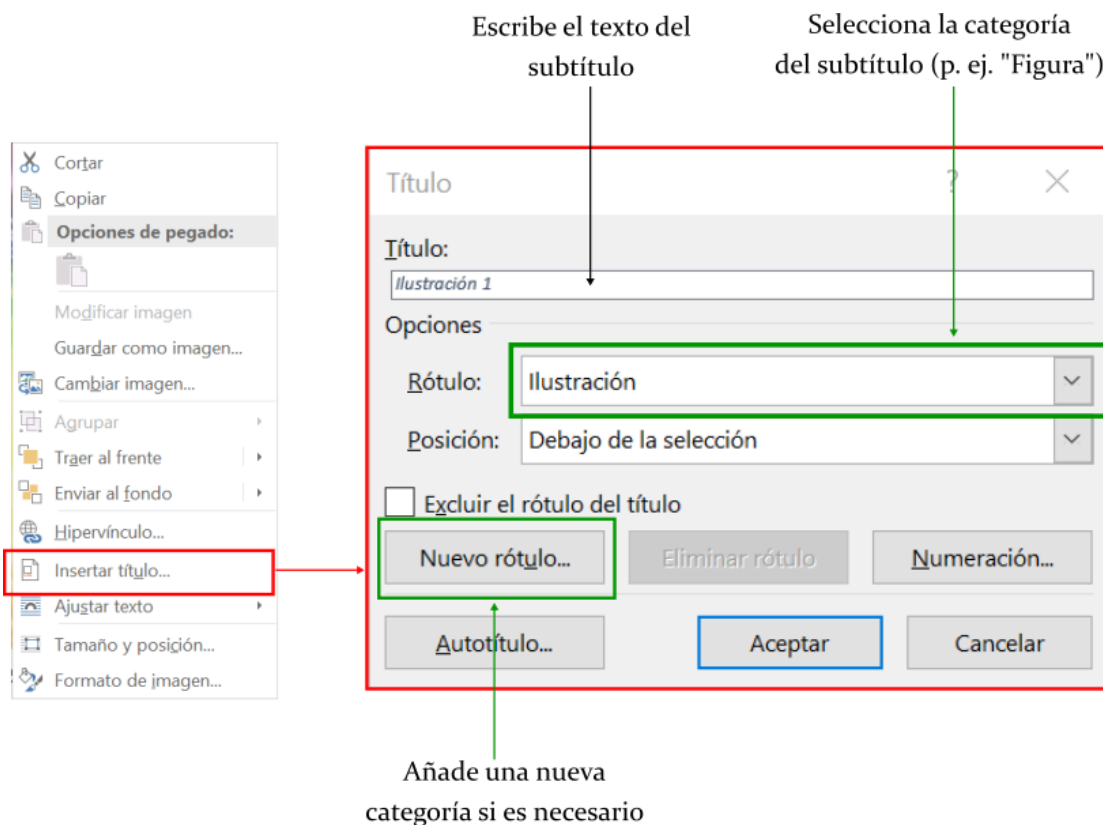 Escribe el texto del
subtítulo
Selecciona la categoría
del subtítulo (p. ej. "Figura")
Cortar
Copiar
Opciones de pegado:
Modificar imagen
Guardar como imagen...
Cambiar imagen...
Agrupar
Traer al frente
Enviar al fondo
Hipervínculo...
Insertar título...
Ajustar texto
Tamaño y posición...
Formato de imagen...
Título
?
Título:
Ilustración 1
Opciones
Rótulo: Ilustración
Posición: Debajo de la selección
Excluir el rótulo del título
Nuevo rótulo... Eliminar rótulo Numeración...
Autotítulo... Aceptar Cancelar
Añade una nueva
categoría si es necesario